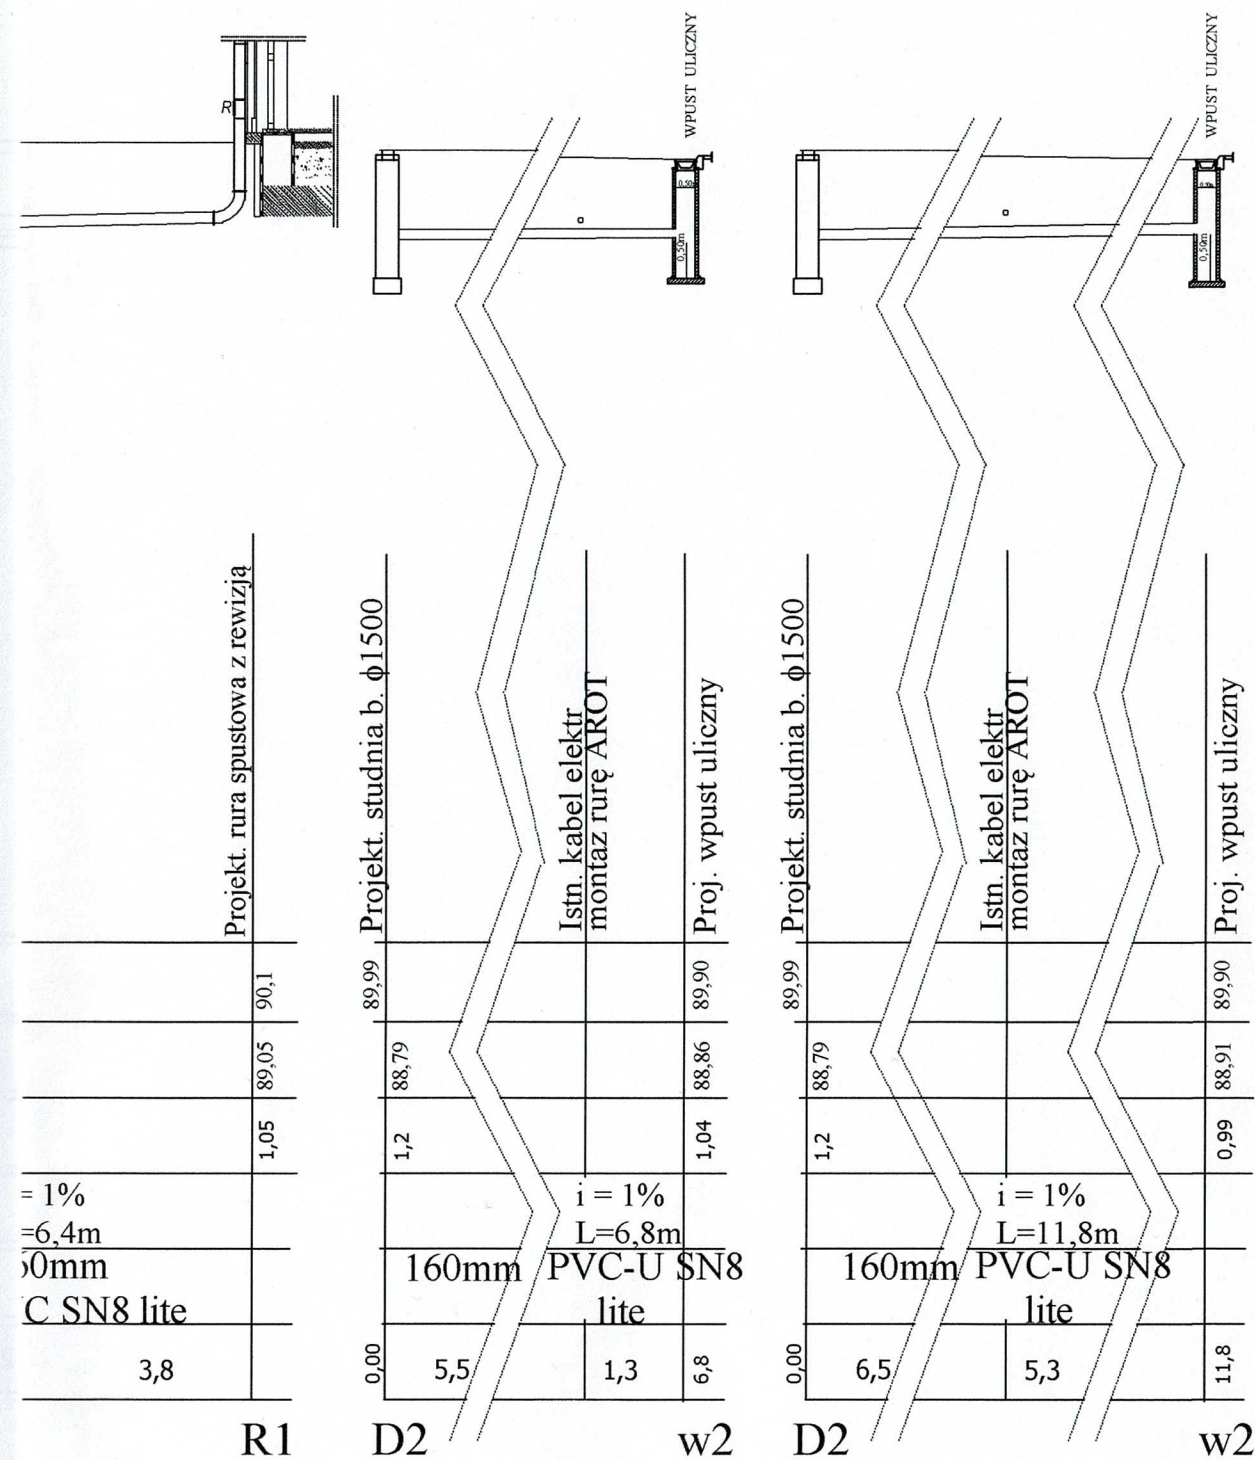 R
WPUST ULICZNY
0,50
0,50m
WPUST ULICZNY
0,50m
Projekt. rura spustowa z rewizją
90,1
89,05
1,05
= 1%
=6,4m
0mm
C SN8 lite
3,8
R1
Projekt. studnia b. ϕ1500
Istn. kabel elektr
montaz rurę AROT
Proj. wpust uliczny
89,99
89,90
88,79
88,86
1,2
1,04
i = 1%
L=6,8m
160mm PVC-U SN8
lite
0,00
5,5
1,3
6,8
D2
w2
Projekt. studnia b. ϕ1500
Istn. kabel elektr
montaz rurę AROT
Proj. wpust uliczny
89,99
89,90
88,79
88,91
1,2
0,99
i = 1%
L=11,8m
160mm PVC-U SN8
lite
0,00
6,5
5,3
11,8
D2
w2